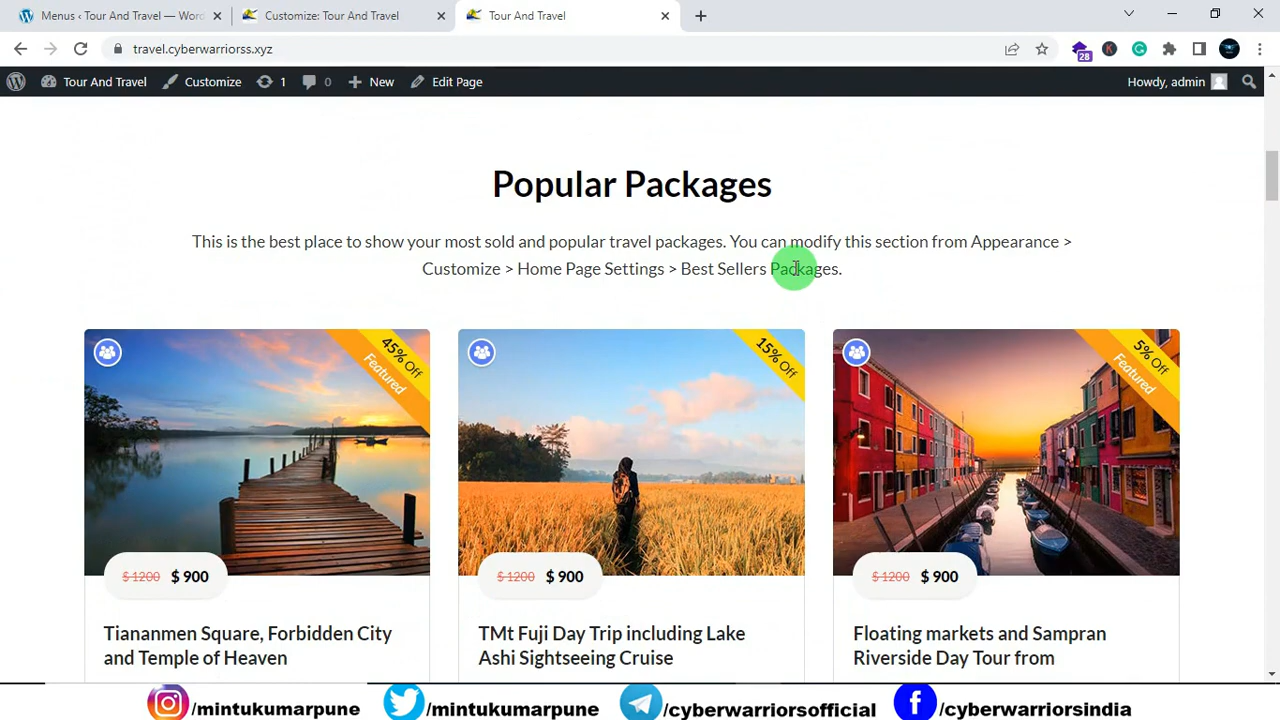 Menus ‹ Tour And Travel — Word
Customize: Tour And Travel
Tour And Travel
travel.cyberwarriorss.xyz
28
K
Tour And Travel
Customize
1
0
New
Edit Page
Howdy, admin
Popular Packages
This is the best place to show your most sold and popular travel packages. You can modify this section from Appearance >
Customize > Home Page Settings > Best Sellers Packages.
45% Off
Featured
15% Off
5% Off
Featured
$ 1200 $ 900
$ 1200 $ 900
$ 1200 $ 900
Tiananmen Square, Forbidden City
and Temple of Heaven
TMt Fuji Day Trip including Lake
Ashi Sightseeing Cruise
Floating markets and Sampran
Riverside Day Tour from
/mintukumarpune
/mintukumarpune
/cyberwarriorsofficial
/cyberwarriorsindia